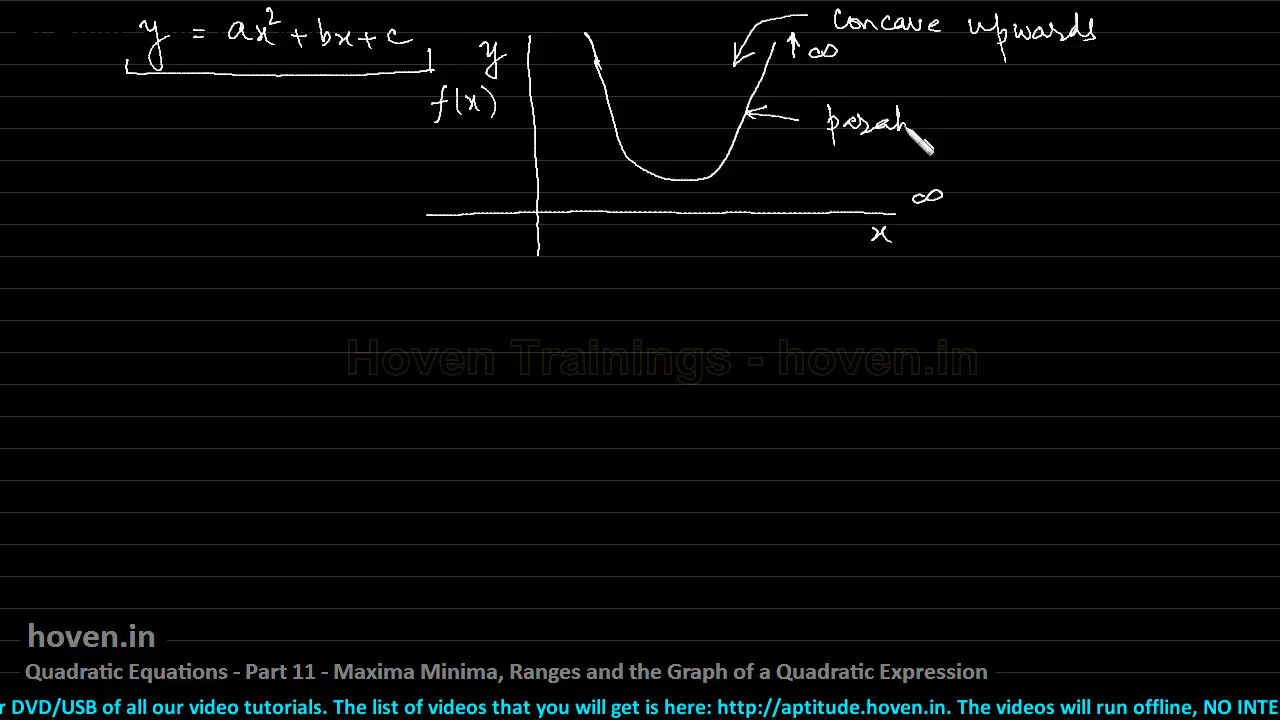 y = ax² + bx + c
y
f(x)
concave upwards
↑ ∞
parab
∞
x
Hoven Trainings - hoven.in
hoven.in
Quadratic Equations - Part 11 - Maxima Minima, Ranges and the Graph of a Quadratic Expression
r DVD/USB of all our video tutorials. The list of videos that you will get is here: http://aptitude.hoven.in. The videos will run offline, NO INTE